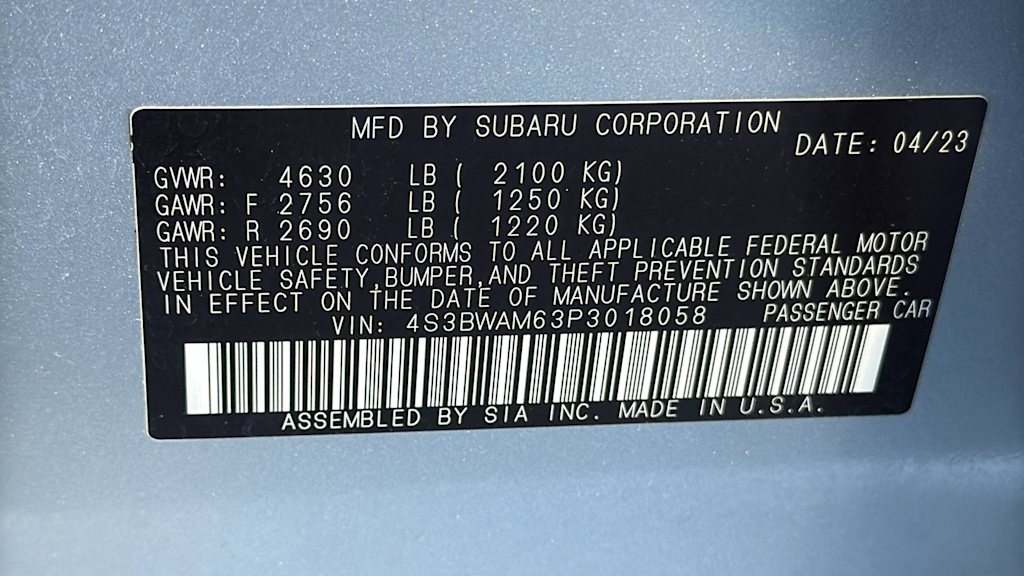 MFD BY SUBARU CORPORATION
DATE: 04/23
GVWR: 4630 LB ( 2100 KG)
GAWR: F 2756 LB ( 1250 KG)
GAWR: R 2690 LB ( 1220 KG)
THIS VEHICLE CONFORMS TO ALL APPLICABLE FEDERAL MOTOR
VEHICLE SAFETY,BUMPER,AND THEFT PREVENTION STANDARDS
IN EFFECT ON THE DATE OF MANUFACTURE SHOWN ABOVE.
VIN: 4S3BWAM63P3018058 PASSENGER CAR
ASSEMBLED BY SIA INC. MADE IN U.S.A.